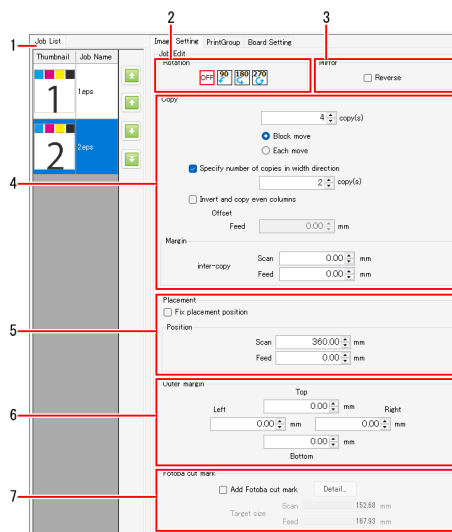 2
3
1
Job List
Image Setting PrintGroup Board Setting
Thumbnail Job Name
Job Edit
Rotation
Mirror
OFF 90 180 270
Reverse
1
1eps
2
2eps
Copy
4 copy(s)
Block move
Each move
4
Specify number of copies in width direction
2 copy(s)
Invert and copy even columns
Offset
Feed 0.00 mm
Margin
inter-copy
Scan 0.00 mm
Feed 0.00 mm
Placement
Fix placement position
5
Position
Scan 360.00 mm
Feed 0.00 mm
Outer margin
Top
Left 0.00 mm Right
6
0.00 mm 0.00 mm
0.00 mm
Bottom
Fotoba cut mark
7
Add Fotoba cut mark Detail...
Target size
Scan 152.68 mm
Feed 167.93 mm